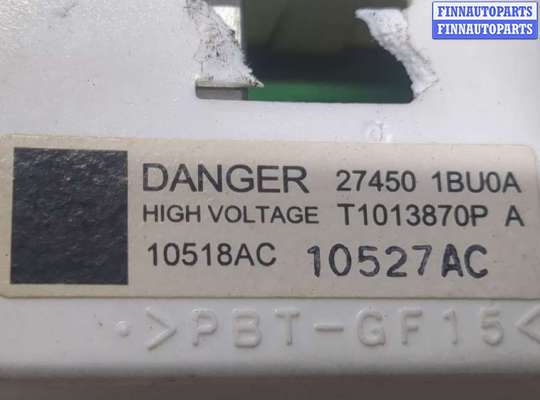 FINNAUTOPARTS
FINNAUTOPARTS
DANGER 27450 1BU0A
HIGH VOLTAGE T1013870P A
10518AC 10527AC
>PBT-GF15<